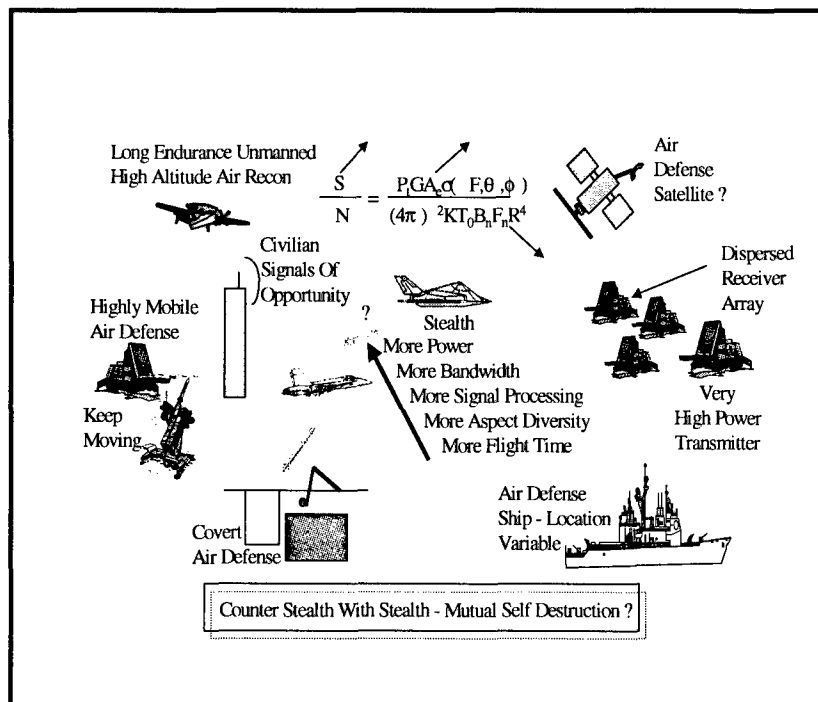 Long Endurance Unmanned
High Altitude Air Recon
S
N
=
PtGAeσ( F,θ ,φ )
(4π) ²KT₀BnFnR⁴
Air
Defense
Satellite ?
Civilian
Signals Of
Opportunity
Dispersed
Receiver
Array
Highly Mobile
Air Defense
?
Stealth
More Power
More Bandwidth
More Signal Processing
More Aspect Diversity
More Flight Time
Keep
Moving
Very
High Power
Transmitter
Covert
Air Defense
Air Defense
Ship - Location
Variable
Counter Stealth With Stealth - Mutual Self Destruction ?